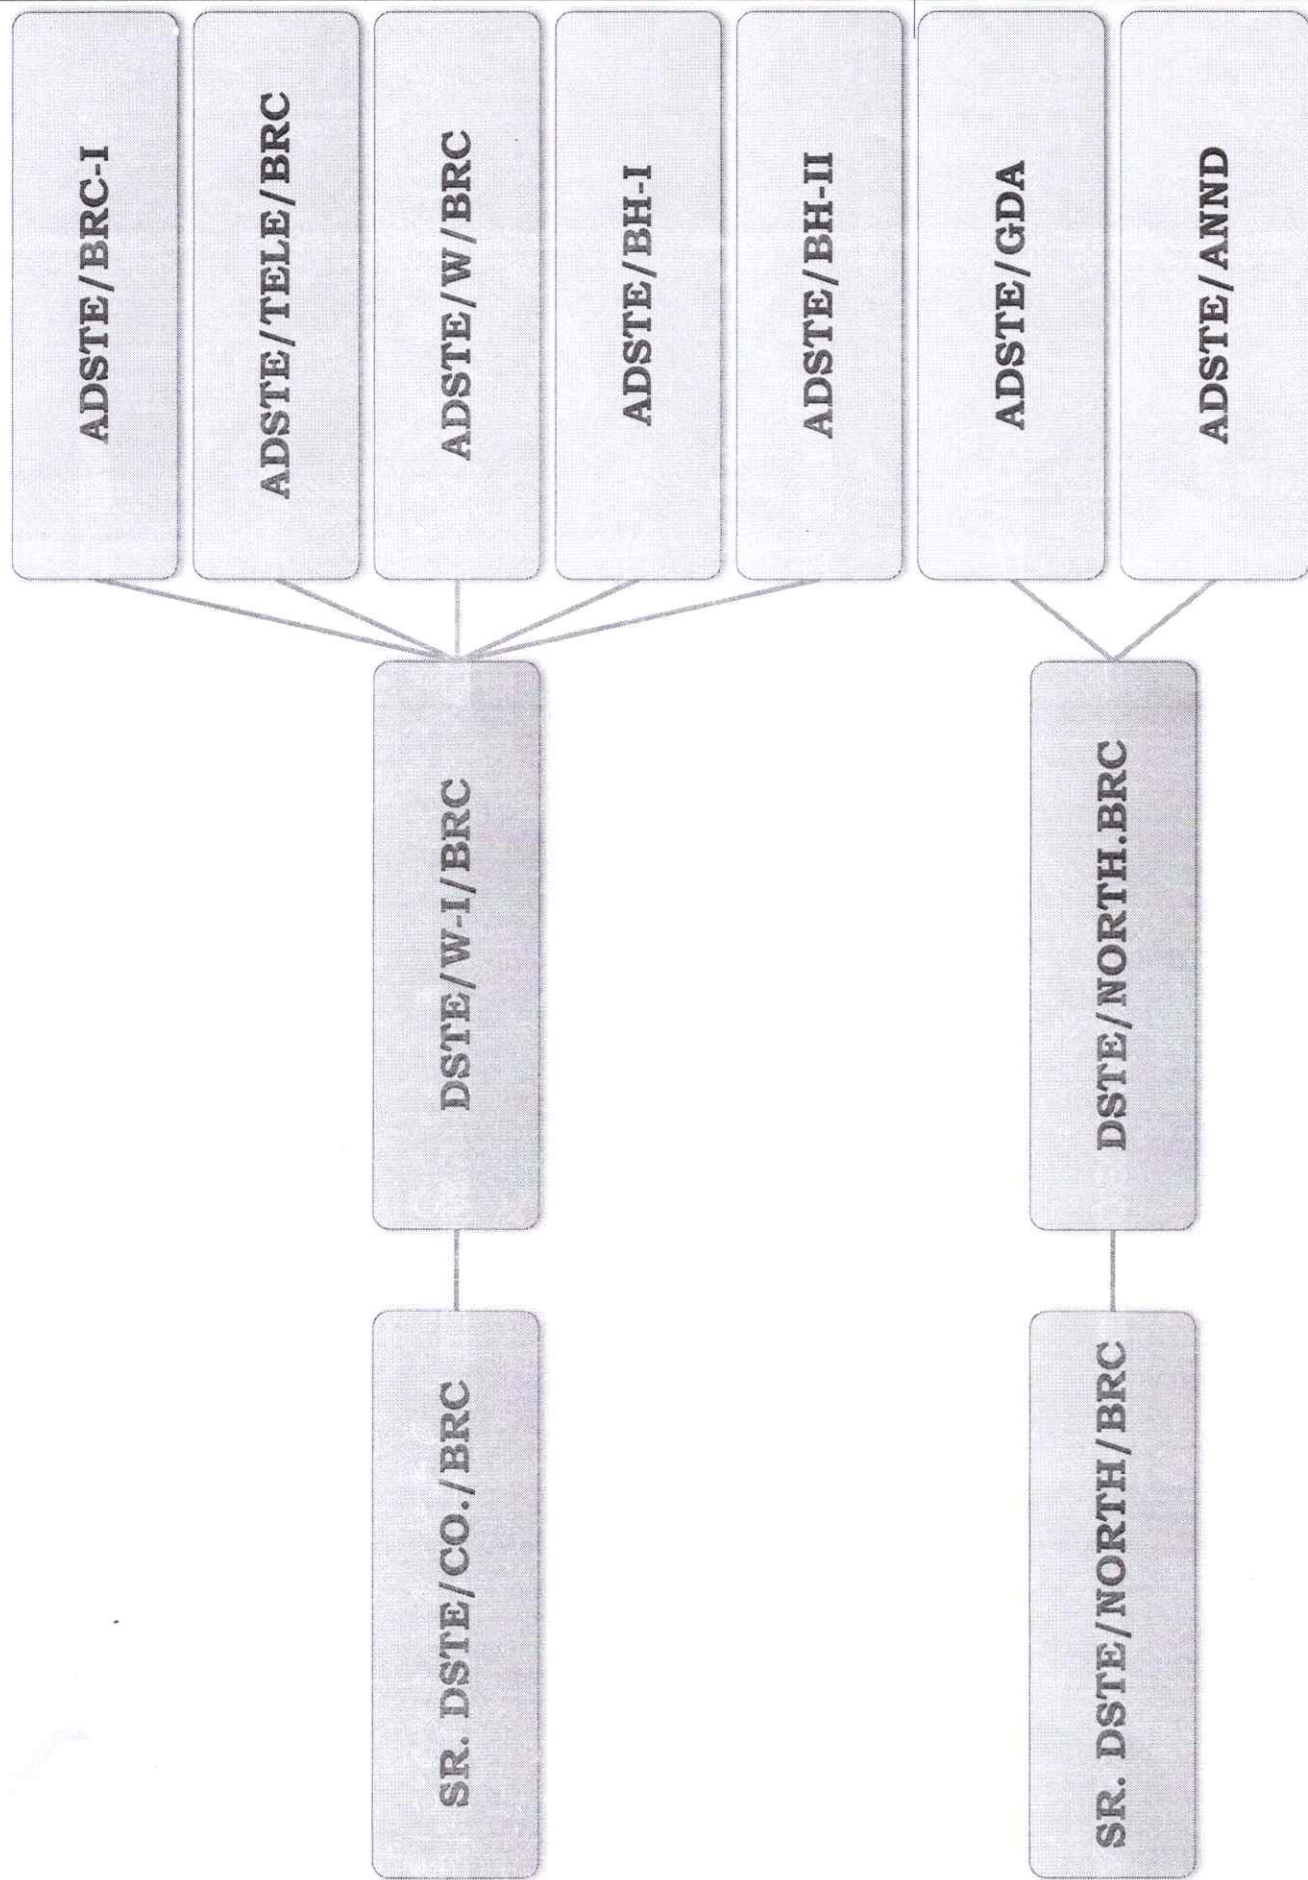 SR. DSTE/CO./BRC
DSTE/W-I/BRC
ADSTE/BRC-I
ADSTE/TELE/BRC
ADSTE/W/BRC
ADSTE/BH-I
ADSTE/BH-II
SR. DSTE/NORTH/BRC
DSTE/NORTH.BRC
ADSTE/GDA
ADSTE/ANND